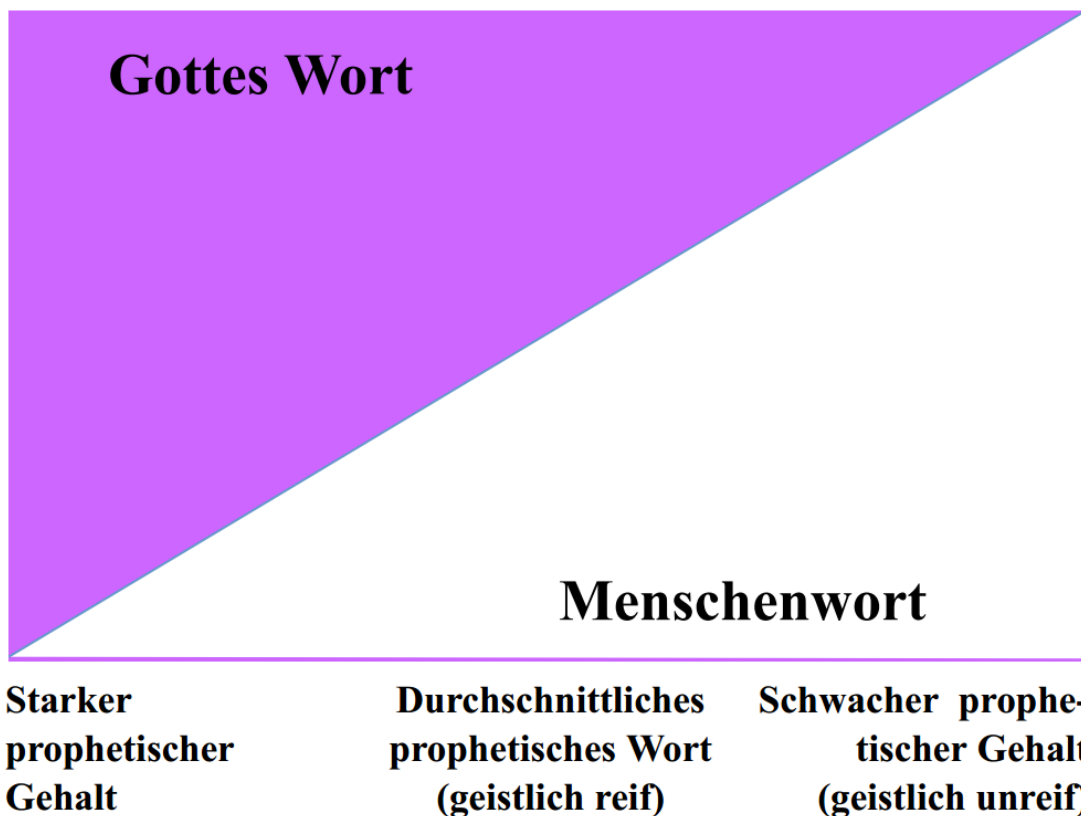 Gottes Wort
Menschenwort
Starker
prophetischer
Gehalt
Durchschnittliches
prophetisches Wort
(geistlich reif)
Schwacher prophe-
tischer Gehalt
(geistlich unreif)